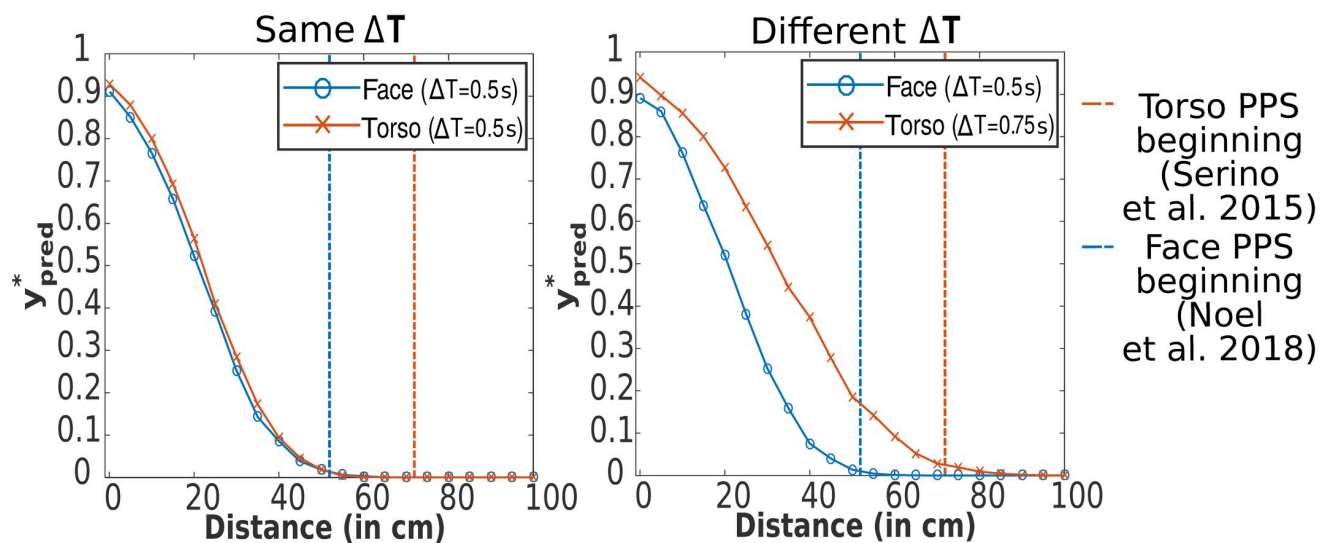 Same ΔT
1
0.9
0.8
0.7
0.6
0.5
0.4
0.3
0.2
0.1
0
y*pred
Face (ΔT=0.5s)
Torso (ΔT=0.5s)
0 20 40 60 80 100
Distance (in cm)
Different ΔT
1
0.9
0.8
0.7
0.6
0.5
0.4
0.3
0.2
0.1
0
y*pred
Face (ΔT=0.5s)
Torso (ΔT=0.75s)
0 20 40 60 80 100
Distance (in cm)
Torso PPS
beginning
(Serino
et al. 2015)
Face PPS
beginning
(Noel
et al. 2018)